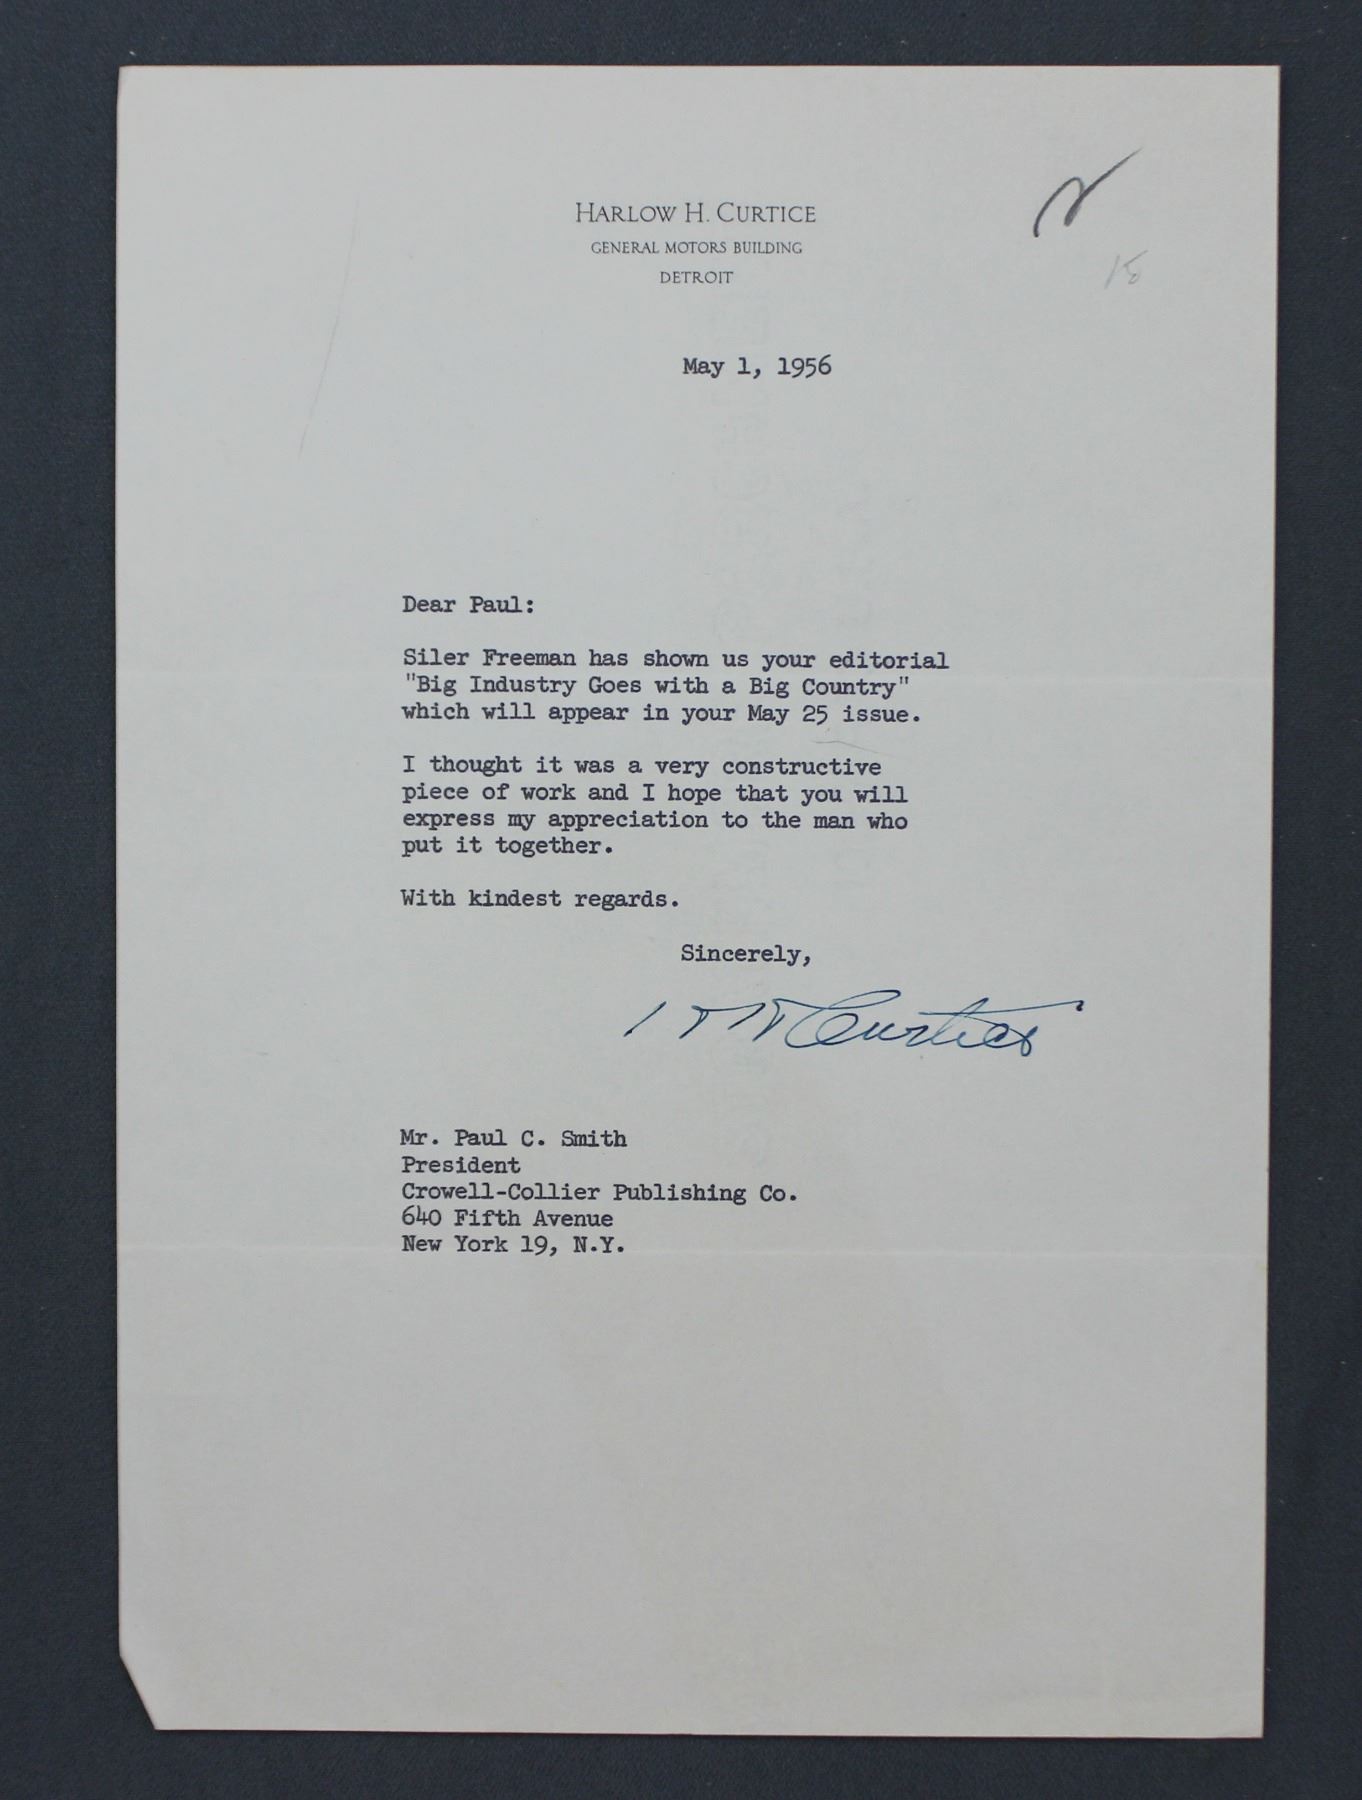 HARLOW H. CURTICE
GENERAL MOTORS BUILDING
DETROIT
15
May 1, 1956
Dear Paul:
Siler Freeman has shown us your editorial
"Big Industry Goes with a Big Country"
which will appear in your May 25 issue.
I thought it was a very constructive
piece of work and I hope that you will
express my appreciation to the man who
put it together.
With kindest regards.
Sincerely,
HH Curtice
Mr. Paul C. Smith
President
Crowell-Collier Publishing Co.
640 Fifth Avenue
New York 19, N.Y.